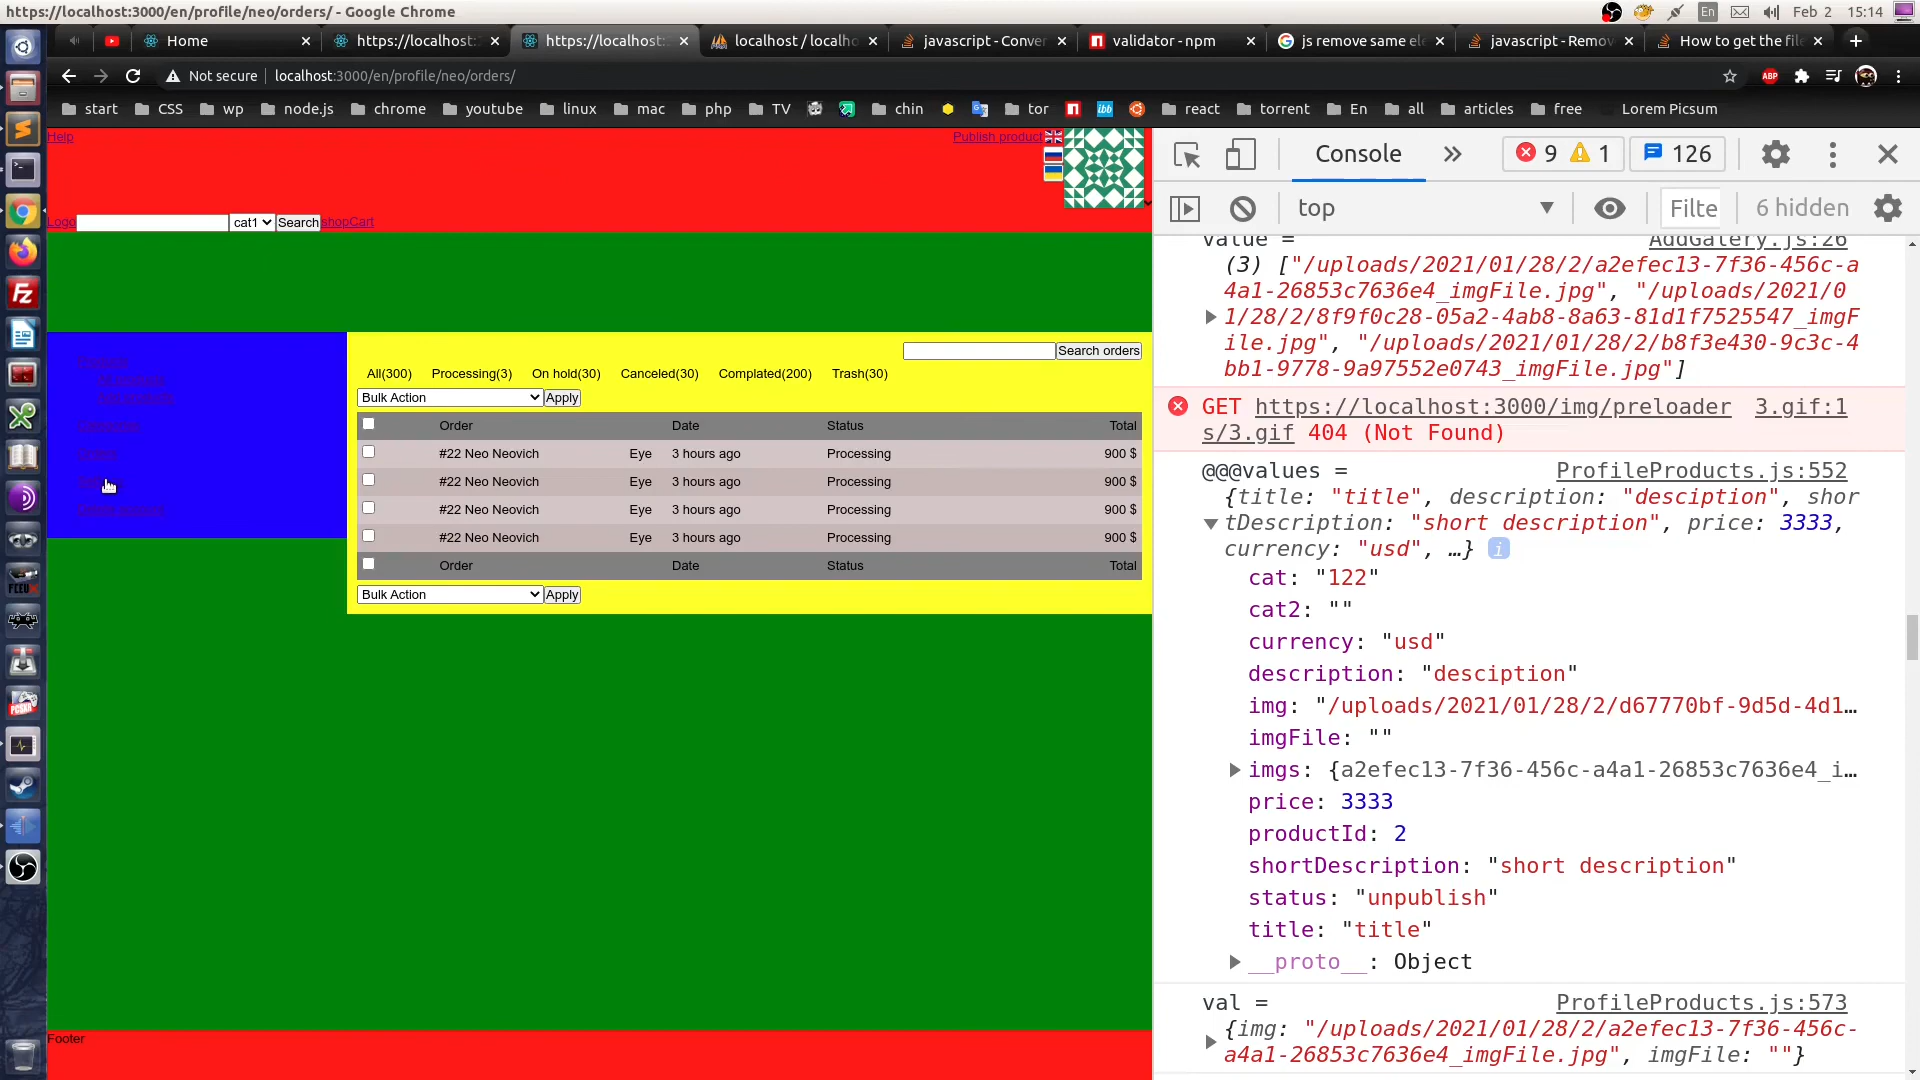 https://localhost:3000/en/profile/neo/orders/ - Google Chrome
En
Feb 2
15:14
Home
https://localhost:
https://localhost:
localhost / localho
javascript - Conver
validator - npm
js remove same ele
javascript - Remov
How to get the file
Not secure
localhost:3000/en/profile/neo/orders/
ABP
start
CSS
wp
node.js
chrome
youtube
linux
mac
php
TV
chin
tor
react
torrent
En
all
articles
free
Lorem Picsum
Help
Publish product
Logo
cat1
Search
shopCart
Search orders
All(300)
Processing(3)
On hold(30)
Canceled(30)
Complated(200)
Trash(30)
Bulk Action
Apply
Order Date Status Total
#22 Neo Neovich Eye 3 hours ago Processing 900 $
#22 Neo Neovich Eye 3 hours ago Processing 900 $
#22 Neo Neovich Eye 3 hours ago Processing 900 $
#22 Neo Neovich Eye 3 hours ago Processing 900 $
Order Date Status Total
Bulk Action
Apply
Footer
Console
9
1
126
top
Filte
6 hidden
value =
AddGalery.js:26
(3) ["/uploads/2021/01/28/2/a2efec13-7f36-456c-a
4a1-26853c7636e4_imgFile.jpg", "/uploads/2021/0
1/28/2/8f9f0c28-05a2-4ab8-8a63-81d1f7525547_imgF
ile.jpg", "/uploads/2021/01/28/2/b8f3e430-9c3c-4
bb1-9778-9a97552e0743_imgFile.jpg"]
GET https://localhost:3000/img/preloader
3.gif:1
s/3.gif 404 (Not Found)
@@@values =
ProfileProducts.js:552
{title: "title", description: "desciption", shor
tDescription: "short description", price: 3333,
currency: "usd", …}
cat: "122"
cat2: ""
currency: "usd"
description: "desciption"
img: "/uploads/2021/01/28/2/d67770bf-9d5d-4d1…
imgFile: ""
imgs: {a2efec13-7f36-456c-a4a1-26853c7636e4_i…
price: 3333
productId: 2
shortDescription: "short description"
status: "unpublish"
title: "title"
__proto__: Object
val =
ProfileProducts.js:573
{img: "/uploads/2021/01/28/2/a2efec13-7f36-456c-
a4a1-26853c7636e4_imgFile.jpg", imgFile: ""}